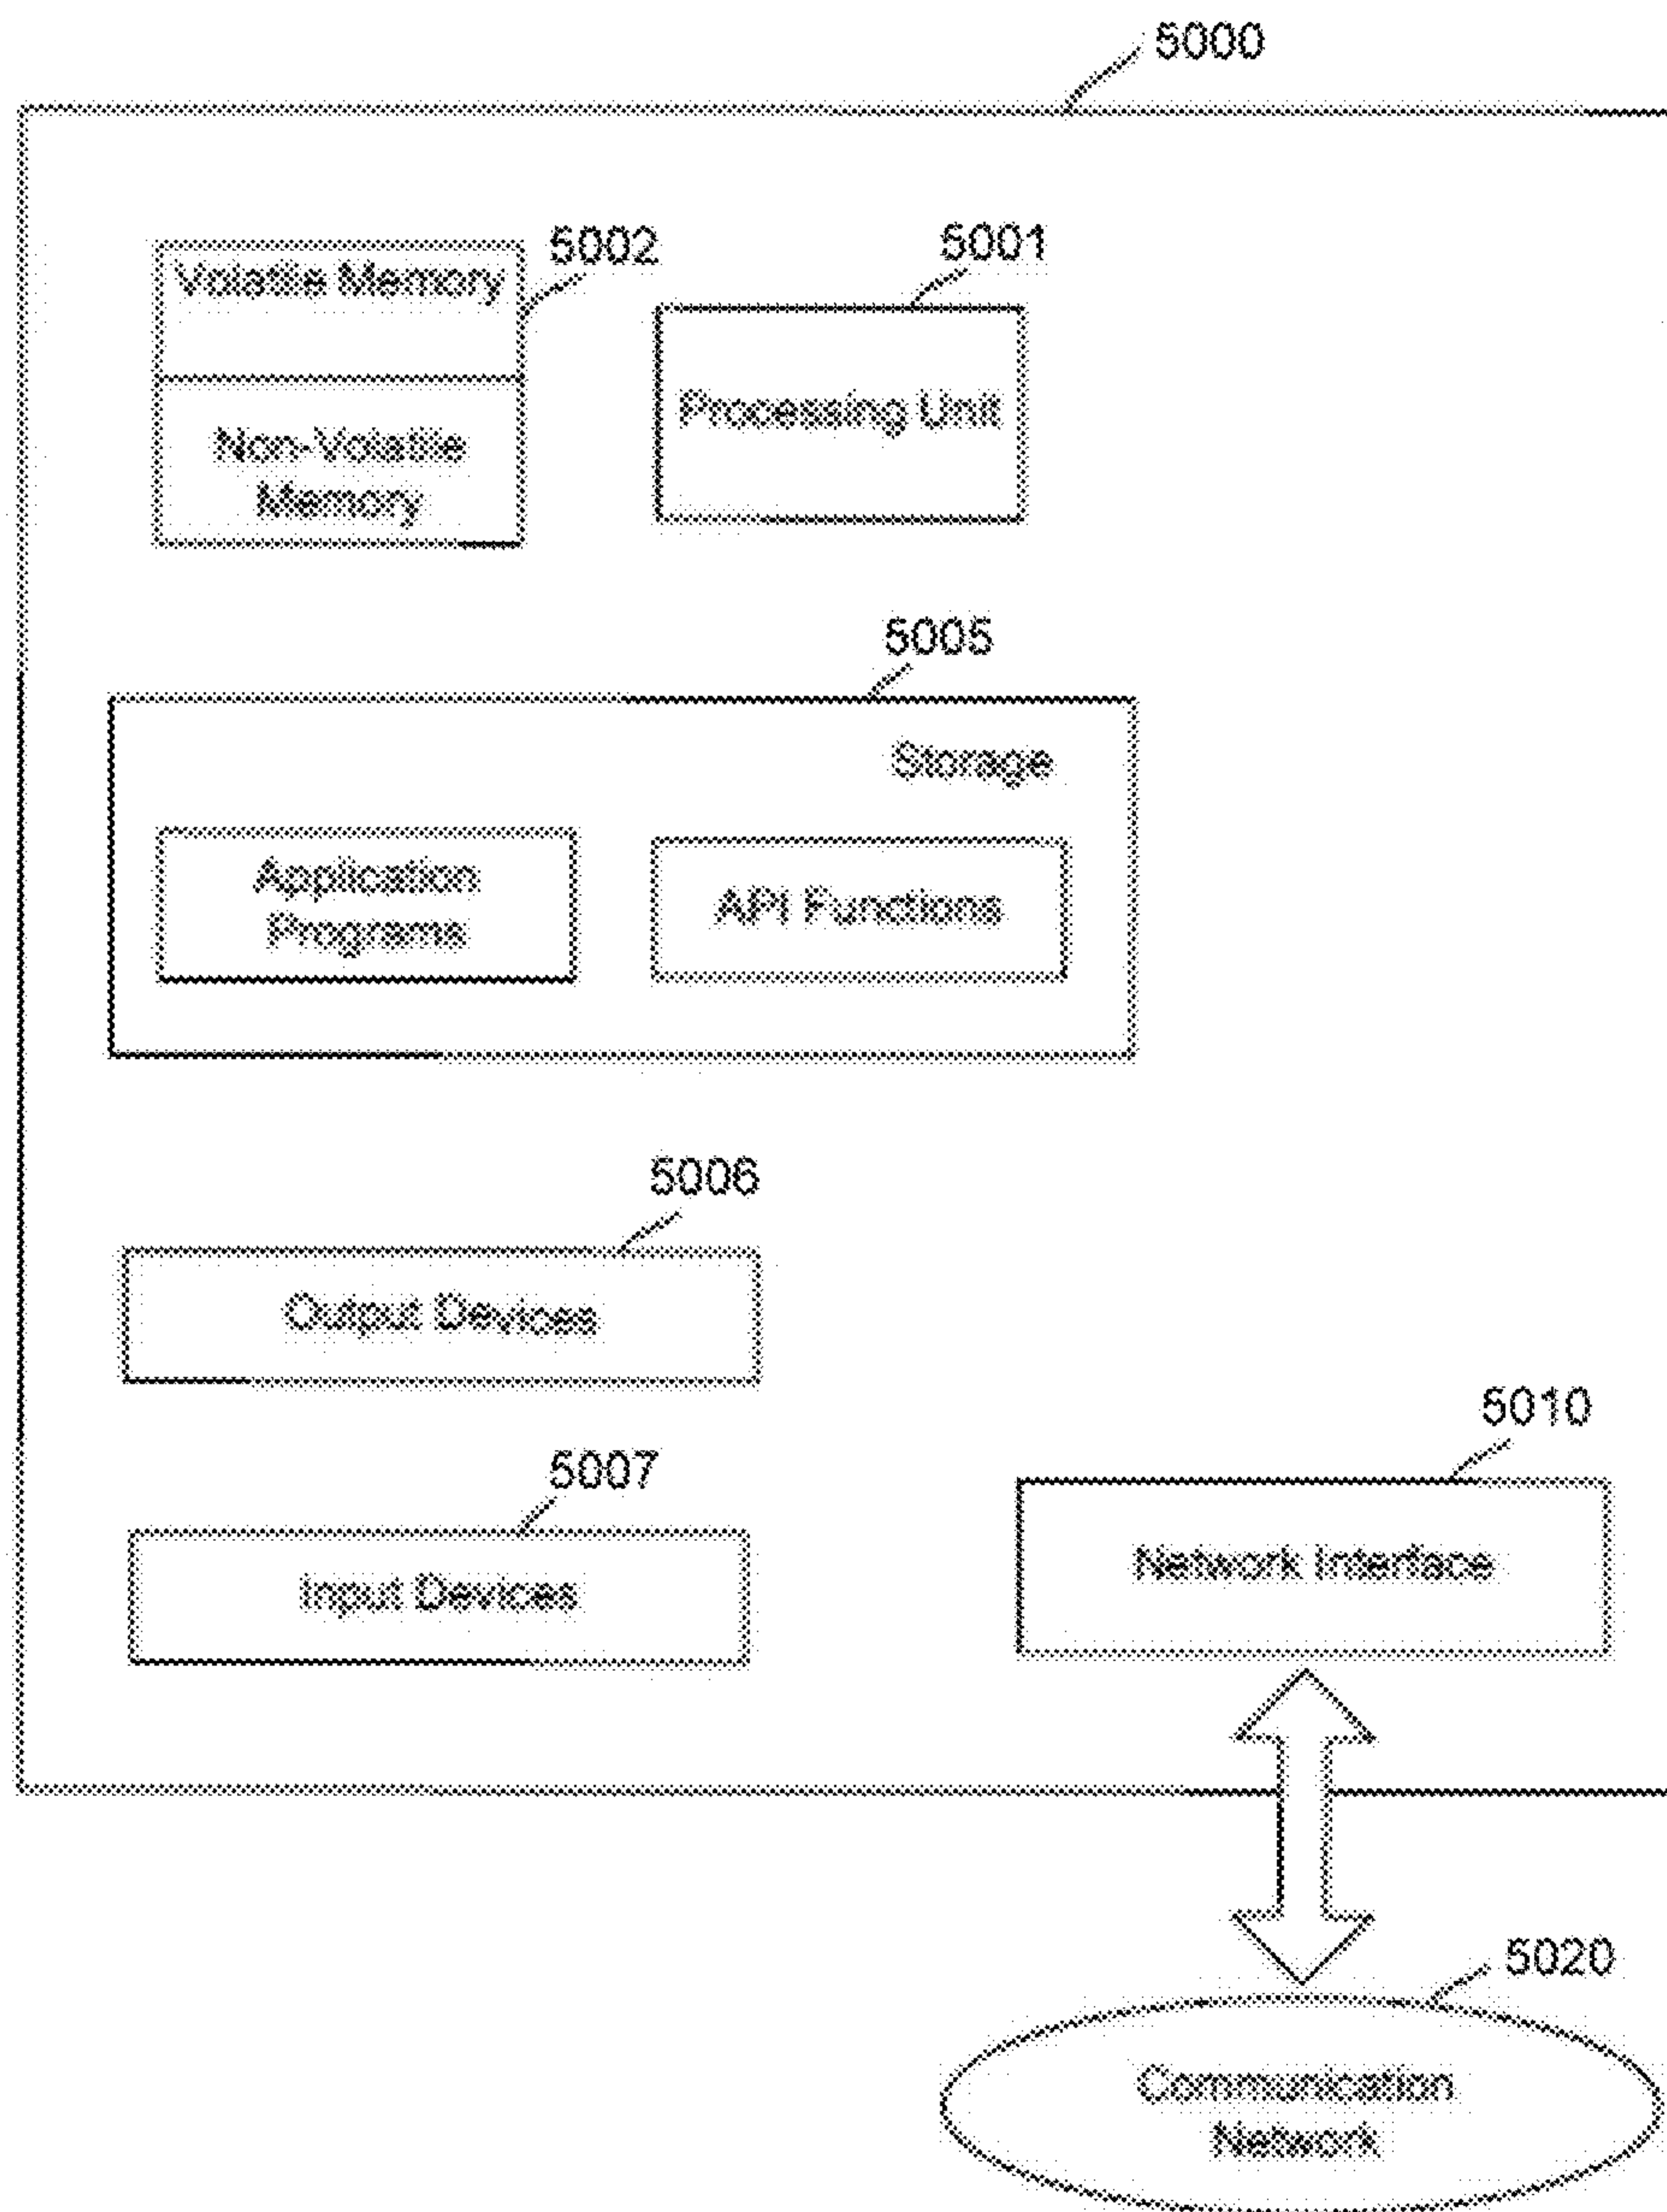 5000
5002
5001
Volatile Memory
Processing Unit
Non-Volatile
Memory
5005
Storage
Application
Programs
API Functions
5006
Output Devices
5010
5007
Network Interface
Input Devices
5020
Communication
Network